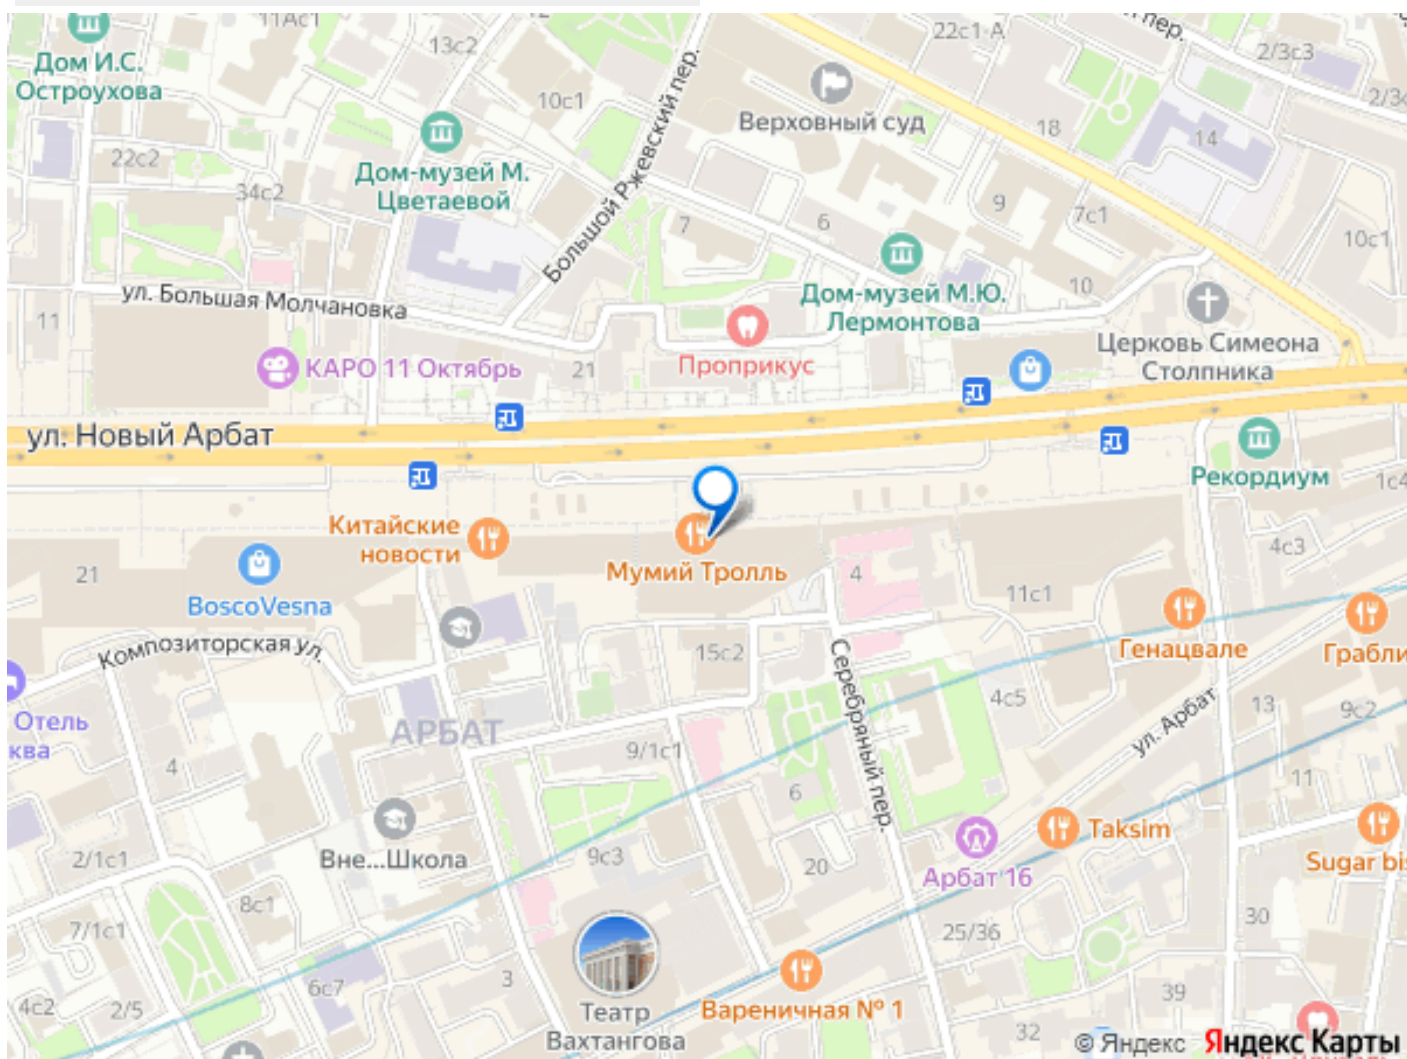 11Ас1
13с2
22с1-А
пер.
2/3с3
Дом И.С.
Остроухова
10с1
2/3с
Верховный суд
18
14
22с2
Дом-музей М.
Цветаевой
34с2
Большой Ржевский пер.
7
6
9
7с1
10с1
ул. Большая Молчановка
11
Дом-музей М.Ю.
Лермонтова
10
Проприкус
Церковь Симеона
Столпника
КАРО 11 Октябрь
21
ул. Новый Арбат
Рекордиум
1с4
Китайские
новости
Мумий Тролль
4
4с3
21
BoscoVesna
11с1
Генацвале
Грабли
Композиторская ул.
15с2
Серебряный пер.
4с5
ул. Арбат
13
9с2
Отель
ква
АРБАТ
9/1с1
4
6
11
Taksim
Вне...Школа
2/1с1
9с3
20
Арбат 16
Sugar bis
8с1
7/1с1
30
25/36
6с7
3
4с2
2/5
Театр
Вахтангова
Вареничная № 1
39
32
© Яндекс Яндекс Карты